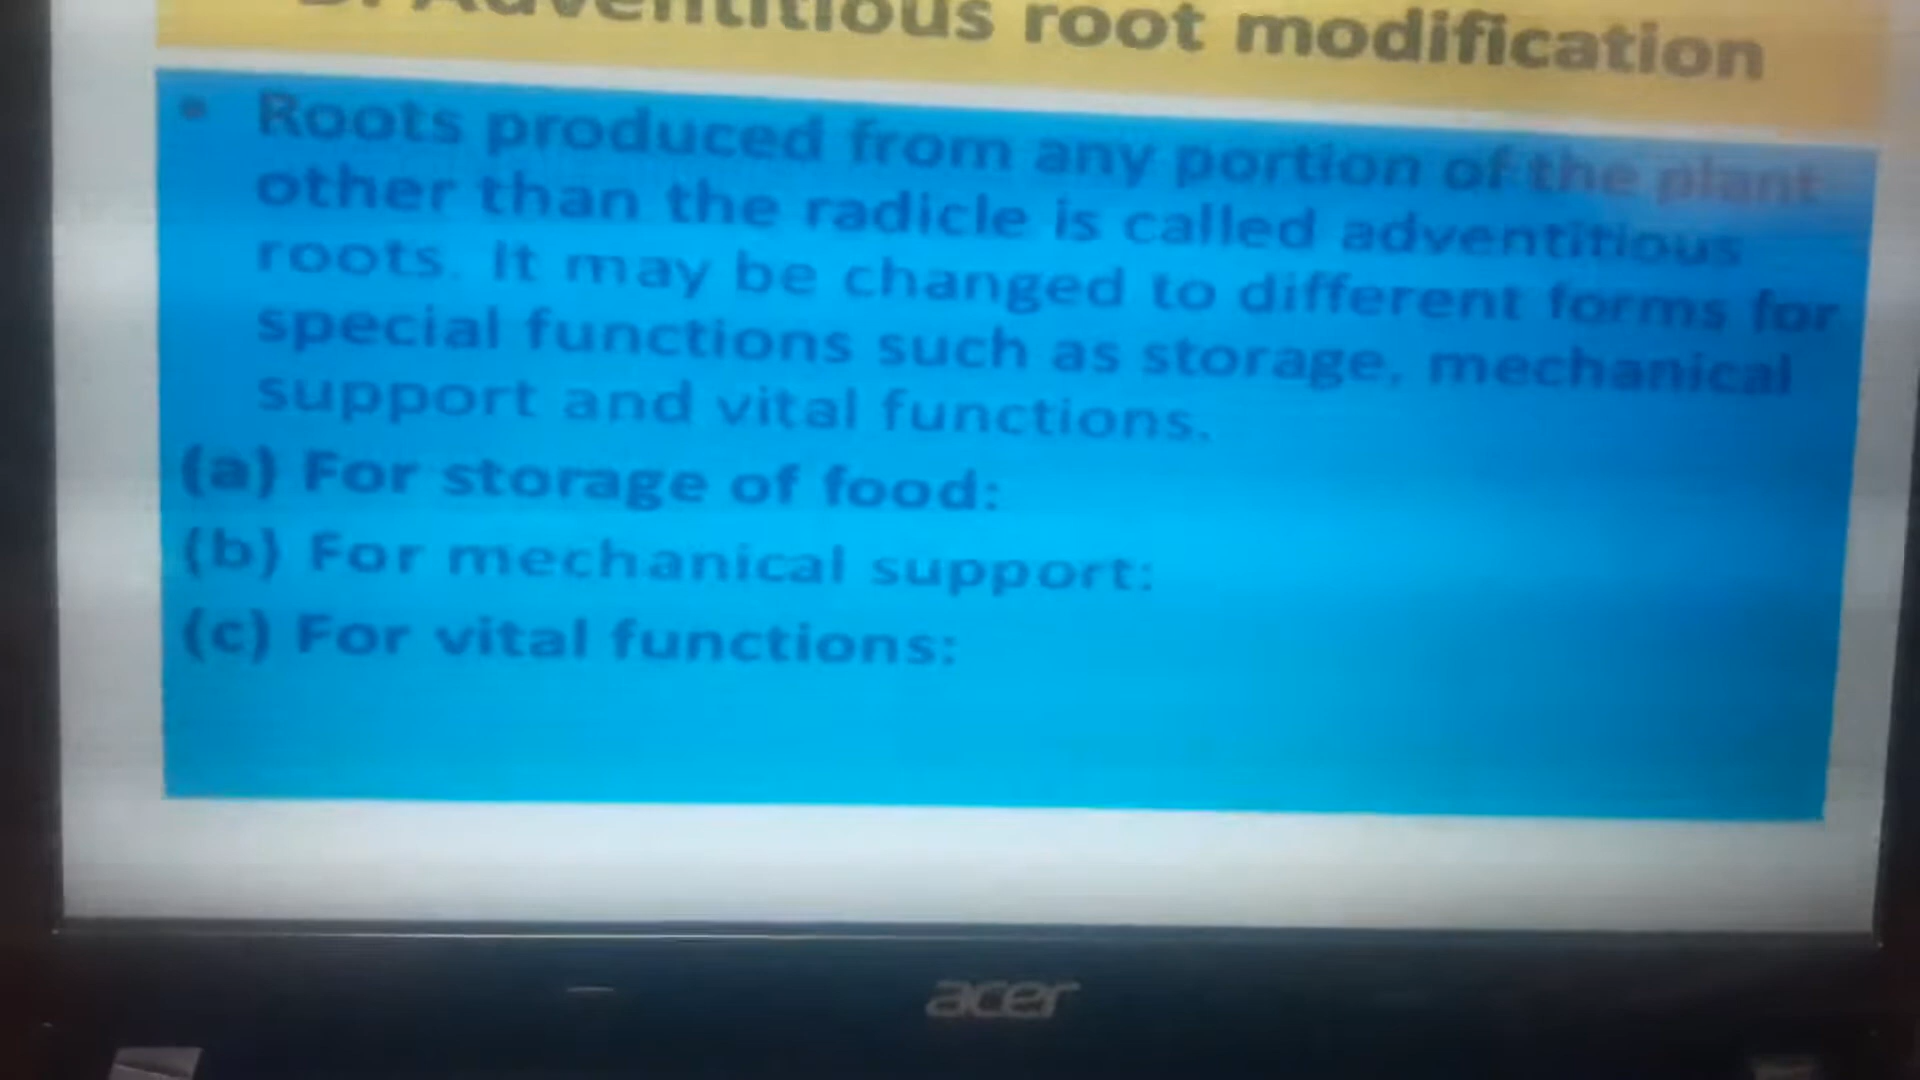 B. Adventitious root modification
• Roots produced from any portion of the plant
other than the radicle is called adventitious
roots. It may be changed to different forms for
special functions such as storage, mechanical
support and vital functions.
(a) For storage of food:
(b) For mechanical support:
(c) For vital functions:
acer